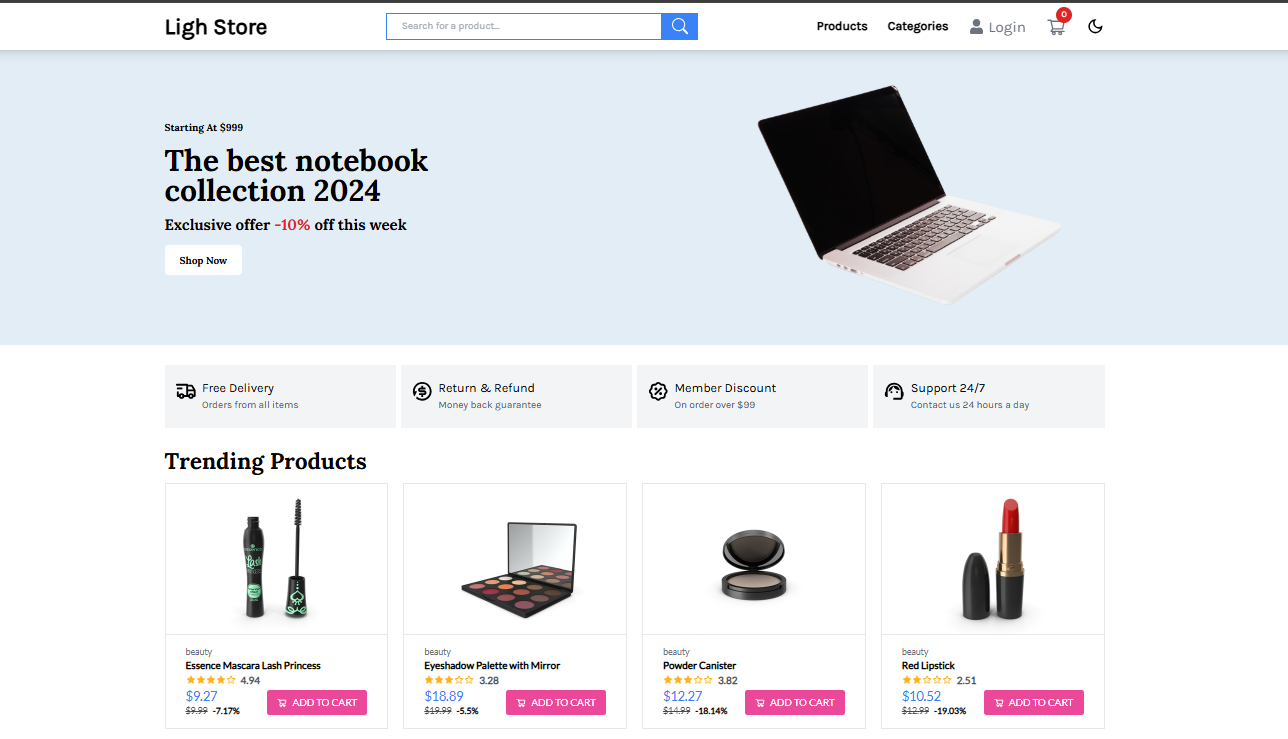 Ligh Store
Search for a product...
Products
Categories
Login
0
Starting At $999
The best notebook
collection 2024
Exclusive offer -10% off this week
Shop Now
Free Delivery
Orders from all items
Return & Refund
Money back guarantee
Member Discount
On order over $99
Support 24/7
Contact us 24 hours a day
Trending Products
Lash
beauty
Essence Mascara Lash Princess
4.94
$9.27
$9.99 -7.17%
ADD TO CART
beauty
Eyeshadow Palette with Mirror
3.28
$18.89
$19.99 -5.5%
ADD TO CART
beauty
Powder Canister
3.82
$12.27
$14.99 -18.14%
ADD TO CART
beauty
Red Lipstick
2.51
$10.52
$12.99 -19.03%
ADD TO CART